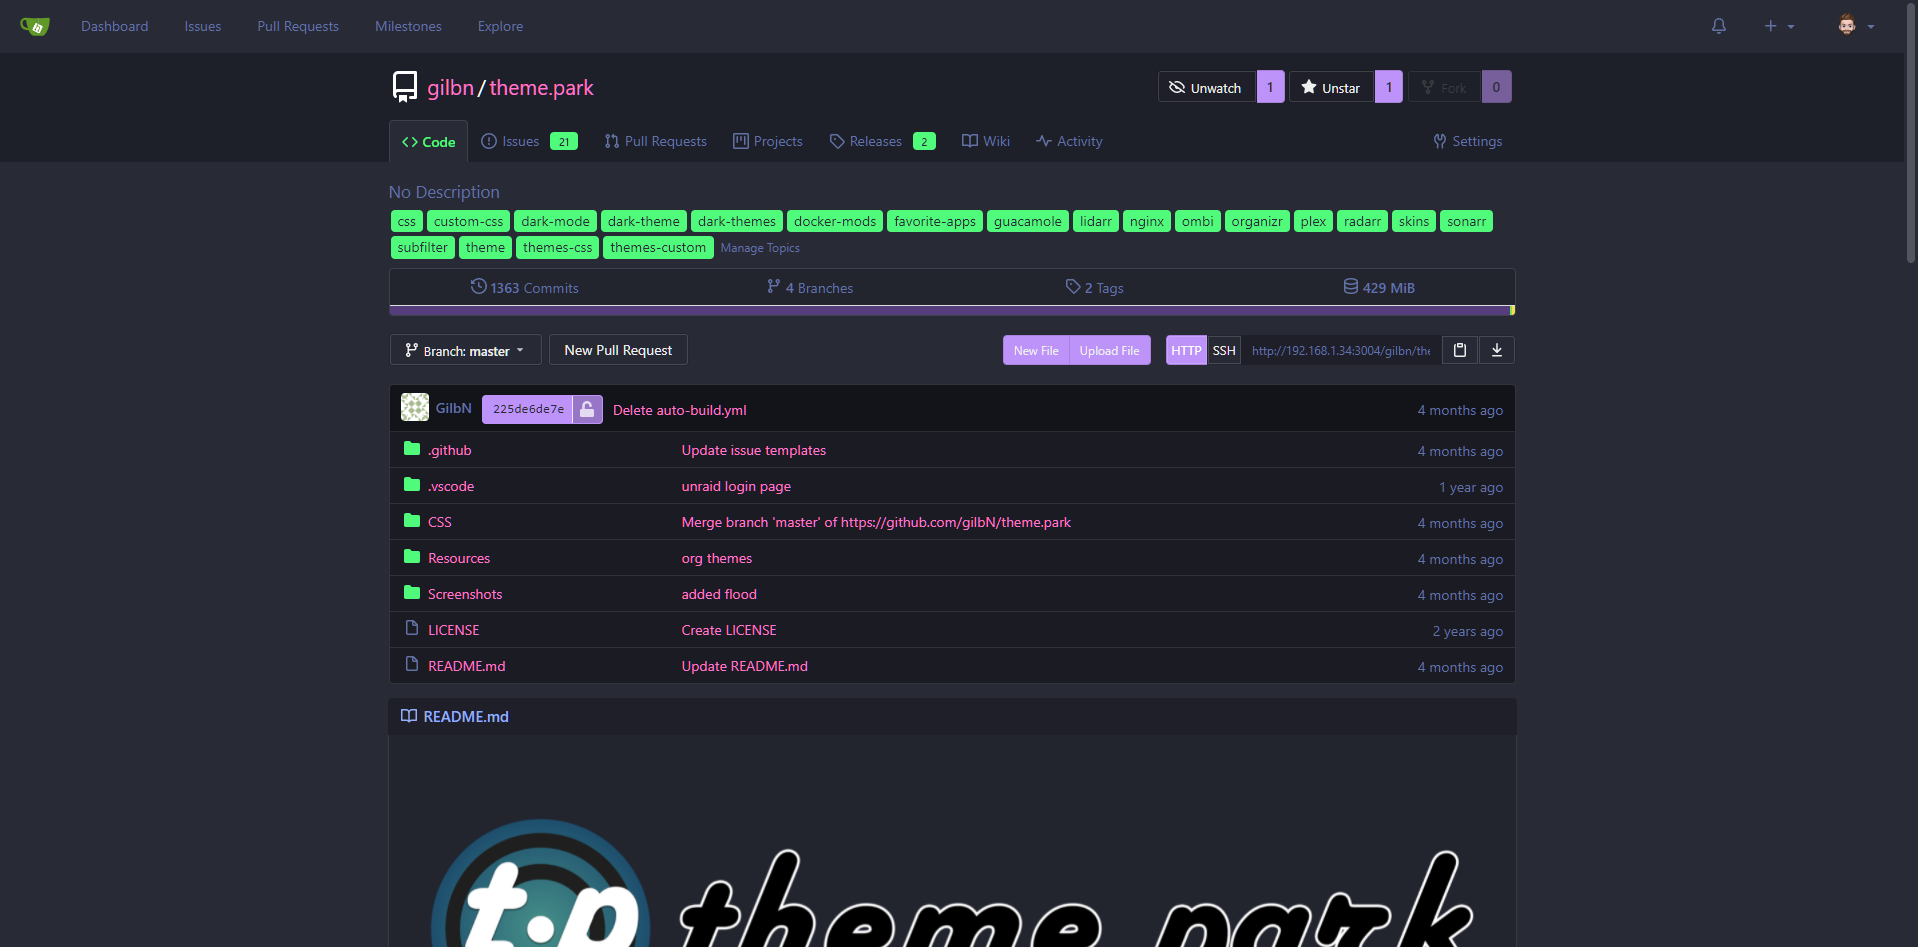 Dashboard Issues Pull Requests Milestones Explore
gilbn / theme.park
Unwatch 1 Unstar 1 Fork 0
Code Issues 21 Pull Requests Projects Releases 2 Wiki Activity Settings
No Description
css custom-css dark-mode dark-theme dark-themes docker-mods favorite-apps guacamole lidarr nginx ombi organizr plex radarr skins sonarr
subfilter theme themes-css themes-custom Manage Topics
1363 Commits 4 Branches 2 Tags 429 MiB
Branch: master New Pull Request New File Upload File HTTP SSH http://192.168.1.34:3004/gilbn/the
GilbN 225de6de7e Delete auto-build.yml 4 months ago
.github Update issue templates 4 months ago
.vscode unraid login page 1 year ago
CSS Merge branch 'master' of https://github.com/gilbN/theme.park 4 months ago
Resources org themes 4 months ago
Screenshots added flood 4 months ago
LICENSE Create LICENSE 2 years ago
README.md Update README.md 4 months ago
README.md
t.p theme park